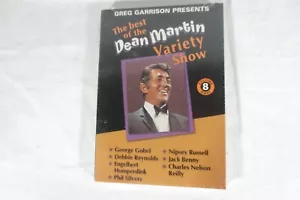 GREG GARRISON PRESENTS
The best
of the
Dean Martin
Variety
Show
8
George Gobel
Debbie Reynolds
Engelbert
Humperdink
Phil Silvers
Nipsey Russell
Jack Benny
Charles Nelson
Reilly